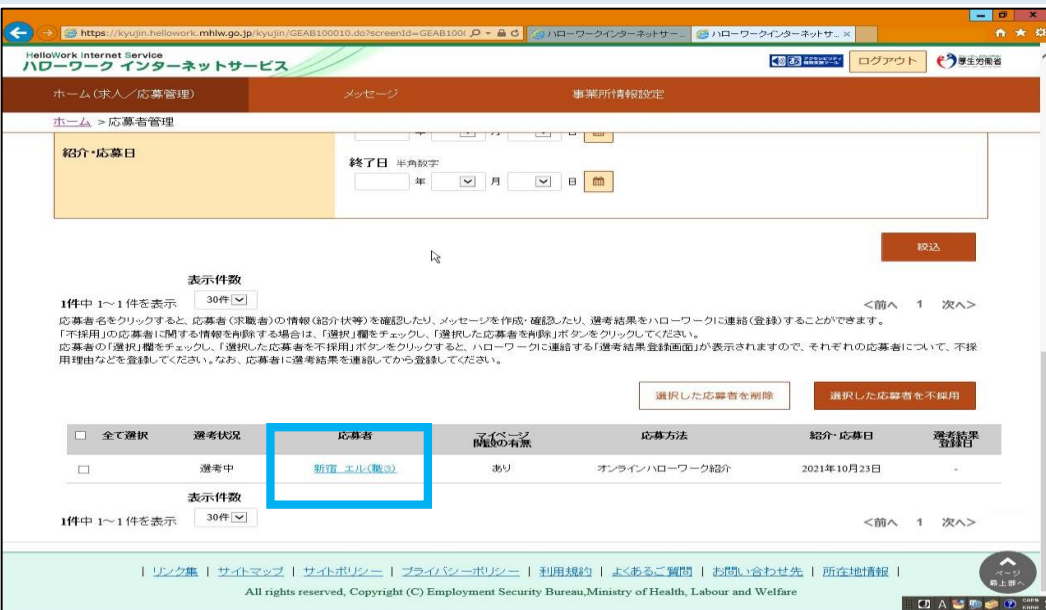 https://kyujin.hellowork.mhlw.go.jp/kyujin/GEAB100010.do?screenId=GEAB100(
ハローワークインターネットサー...
ハローワークインターネットサ... ×
HelloWork Internet Service
ハローワーク インターネットサービス
ログアウト
厚生労働省
ホーム(求人/応募管理)
メッセージ
事業所情報設定
ホーム >応募者管理
紹介・応募日
終了日 半角数字
年 月 日
絞込
表示件数
1件中 1~1 件を表示 30件
<前へ 1 次へ>
応募者名をクリックすると、応募者(求職者)の情報(紹介状等)を確認したり、メッセージを作成・確認したり、選考結果をハローワークに連絡(登録)することができます。
「不採用」の応募者に関する情報を削除する場合は、「選択」欄をチェックし、「選択した応募者を削除」ボタンをクリックしてください。
応募者の「選択」欄をチェックし、「選択した応募者を不採用」ボタンをクリックすると、ハローワークに連絡する「選考結果登録画面」が表示されますので、それぞれの応募者について、不採
用理由などを登録してください。なお、応募者に選考結果を連絡してから登録してください。
選択した応募者を削除
選択した応募者を不採用
全て選択 選考状況 応募者 マイページ開設の有無 応募方法 紹介・応募日 選考結果登録日
選考中 新宿 エル(職3) あり オンラインハローワーク紹介 2021年10月23日 -
表示件数
1件中 1~1 件を表示 30件
<前へ 1 次へ>
| リンク集 | サイトマップ | サイトポリシー | プライバシーポリシー | 利用規約 | よくあるご質問 | お問い合わせ先 | 所在地情報 |
All rights reserved, Copyright (C) Employment Security Bureau,Ministry of Health, Labour and Welfare
ページ
最上部へ